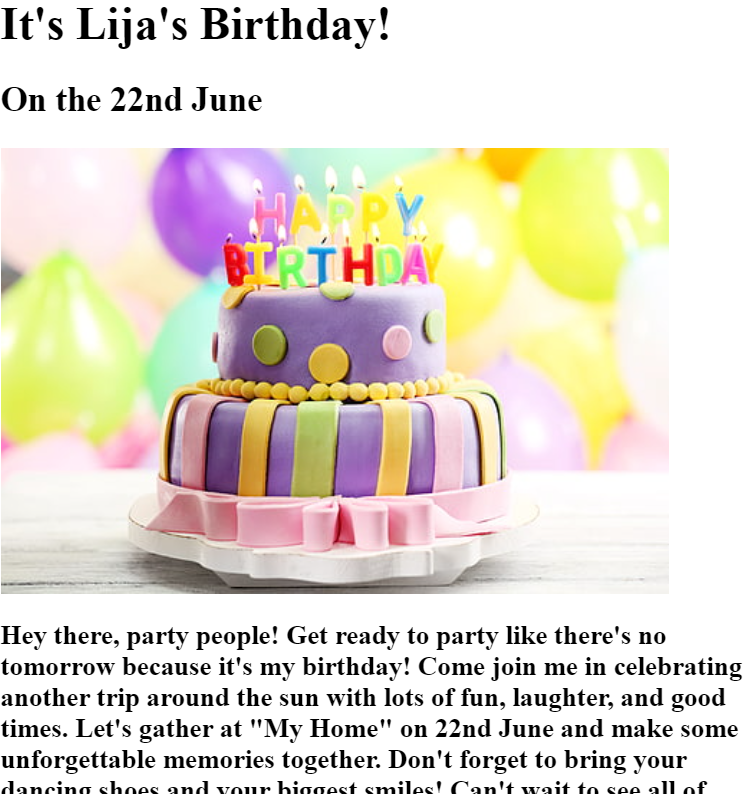 It's Lija's Birthday!
On the 22nd June
HAPPY
BIRTHDAY
Hey there, party people! Get ready to party like there's no
tomorrow because it's my birthday! Come join me in celebrating
another trip around the sun with lots of fun, laughter, and good
times. Let's gather at "My Home" on 22nd June and make some
unforgettable memories together. Don't forget to bring your
dancing shoes and your biggest smiles! Can't wait to see all of